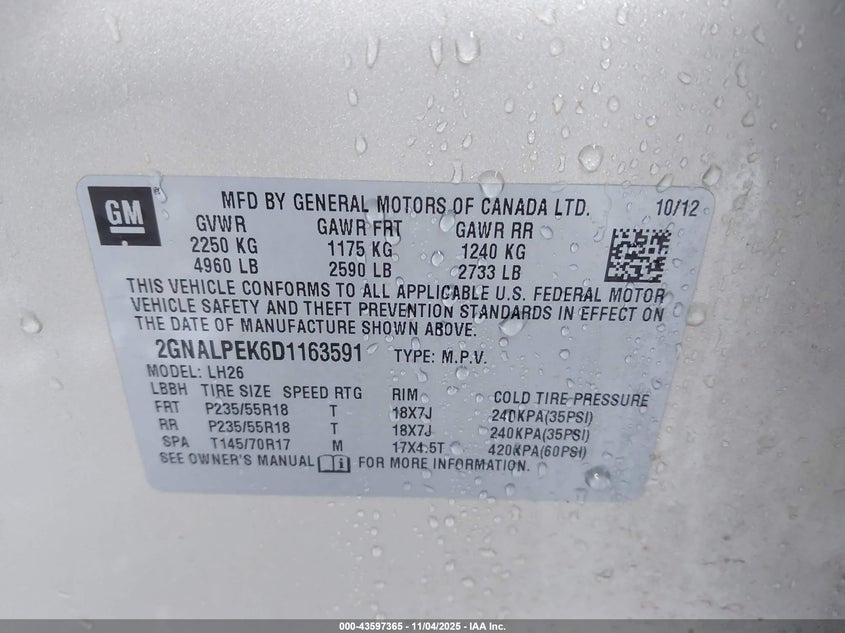 GM
MFD BY GENERAL MOTORS OF CANADA LTD. 10/12
GVWR GAWR FRT GAWR RR
2250 KG 1175 KG 1240 KG
4960 LB 2590 LB 2733 LB
THIS VEHICLE CONFORMS TO ALL APPLICABLE U.S. FEDERAL MOTOR
VEHICLE SAFETY AND THEFT PREVENTION STANDARDS IN EFFECT ON
THE DATE OF MANUFACTURE SHOWN ABOVE.
2GNALPEK6D1163591 TYPE: M.P.V.
MODEL: LH26
LBBH TIRE SIZE SPEED RTG RIM COLD TIRE PRESSURE
FRT P235/55R18 T 18X7J 240KPA(35PSI)
RR P235/55R18 T 18X7J 240KPA(35PSI)
SPA T145/70R17 M 17X4.5T 420KPA(60PSI)
SEE OWNER'S MANUAL FOR MORE INFORMATION.
000-43597365 - 11/04/2025 - IAA Inc.